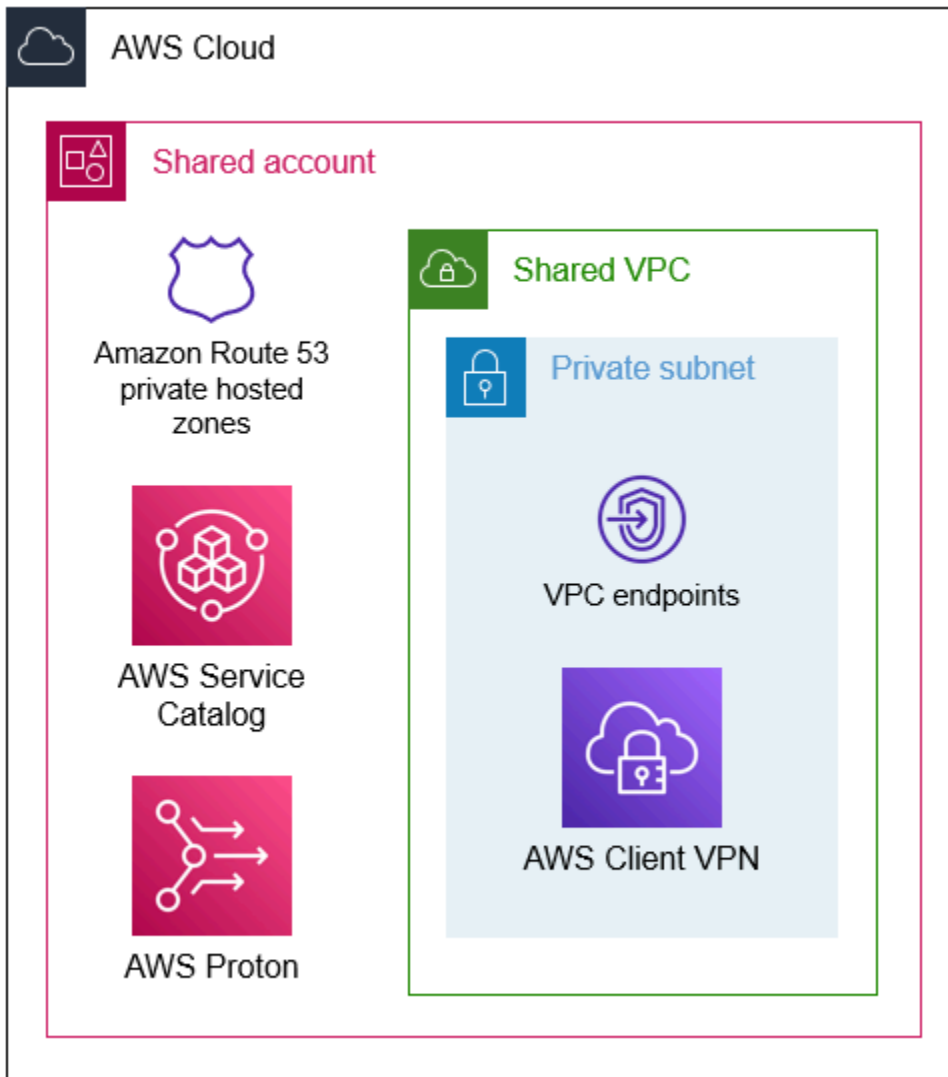 AWS Cloud
Shared account
Amazon Route 53
private hosted
zones
AWS Service
Catalog
AWS Proton
Shared VPC
Private subnet
VPC endpoints
AWS Client VPN